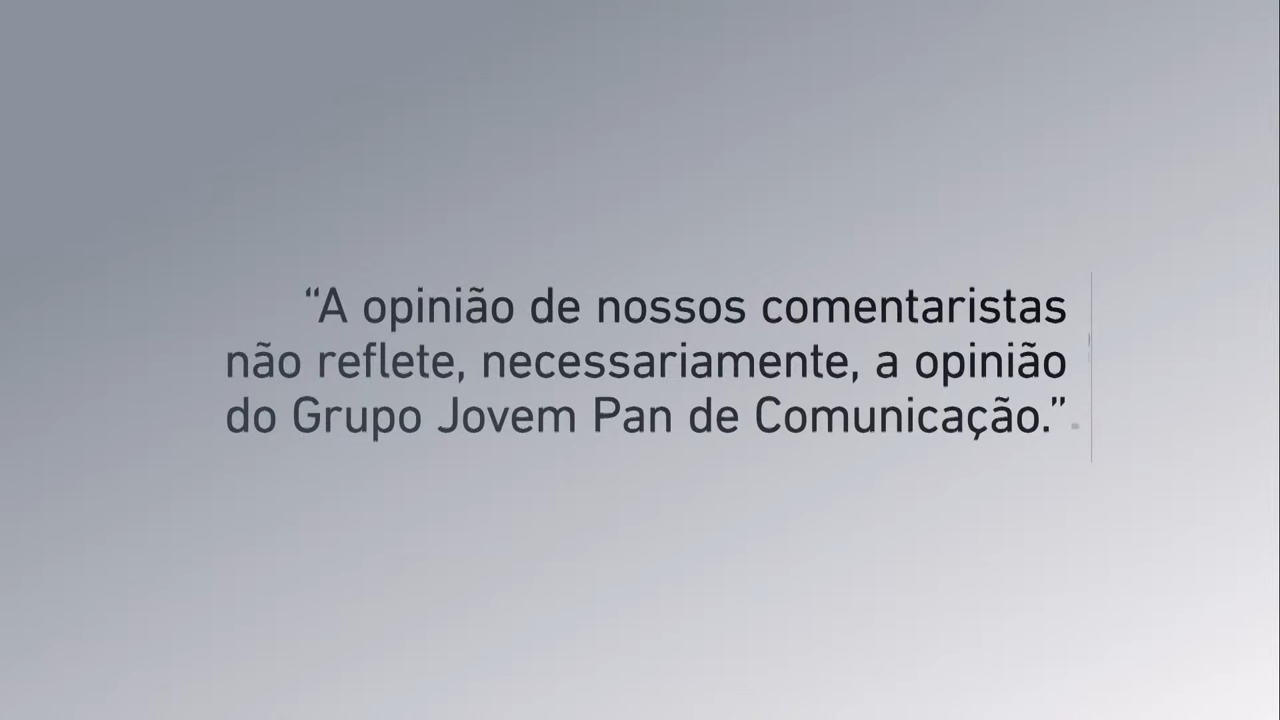 “A opinião de nossos comentaristas
não reflete, necessariamente, a opinião
do Grupo Jovem Pan de Comunicação.”